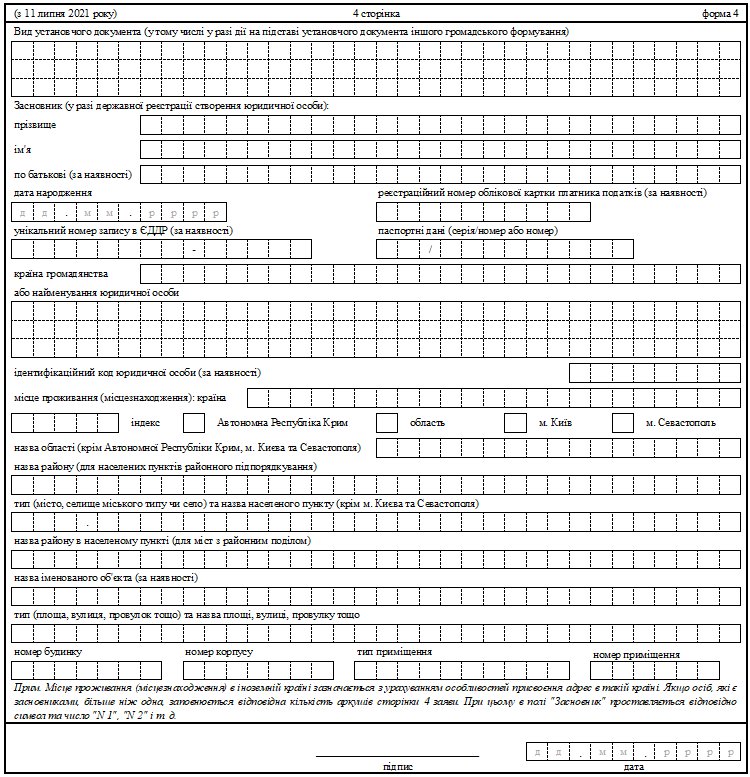 (з 11 липня 2021 року) 4 сторінка форма 4
Вид установчого документа (у тому числі у разі дії на підставі установчого документа іншого громадського формування)
Засновник (у разі державної реєстрації створення юридичної особи):
прізвище
ім'я
по батькові (за наявності)
дата народження реєстраційний номер облікової картки платника податків (за наявності)
д д . м м . р р р р
унікальний номер запису в ЄДДР (за наявності) паспортні дані (серія/номер або номер)
- /
країна громадянства
або найменування юридичної особи
ідентифікаційний код юридичної особи (за наявності)
місце проживання (місцезнаходження): країна
індекс Автономна Республіка Крим область м. Київ м. Севастополь
назва області (крім Автономної Республіки Крим, м. Києва та Севастополя)
назва району (для населених пунктів районного підпорядкування)
тип (місто, селище міського типу чи село) та назва населеного пункту (крім м. Києва та Севастополя)
.
назва району в населеному пункті (для міст з районним поділом)
назва іменованого об'єкта (за наявності)
тип (площа, вулиця, провулок тощо) та назва площі, вулиці, провулку тощо
номер будинку номер корпусу тип приміщення номер приміщення
Прим. Місце проживання (місцезнаходження) в іноземній країні зазначається з урахуванням особливостей присвоєння адрес в такій країні. Якщо осіб, які є
засновниками, більше ніж одна, заповнюється відповідна кількість аркушів сторінки 4 заяви. При цьому в полі "Засновник" проставляється відповідно
символ та число "N 1", "N 2" і т. д.
д д . м м . р р р р
підпис дата